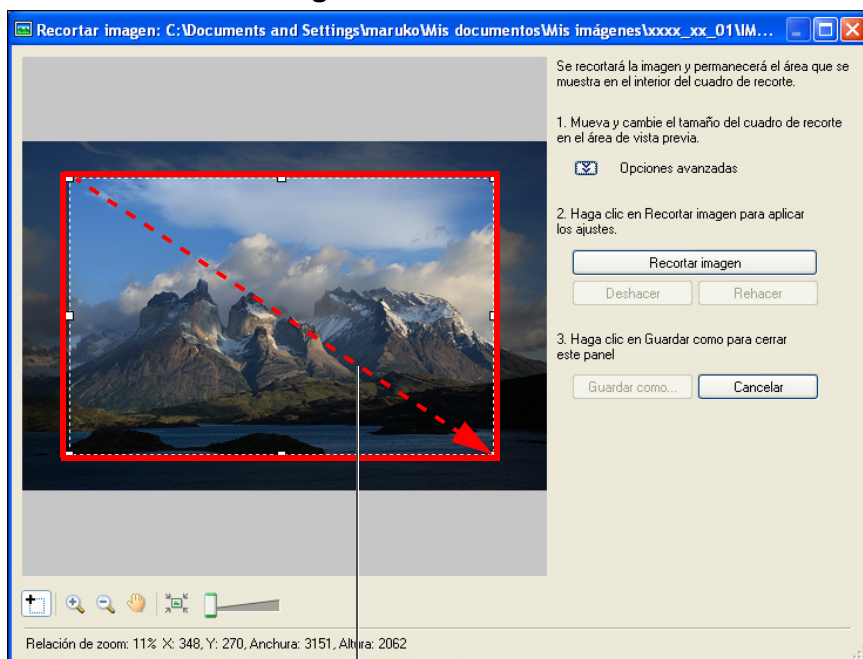 Recortar imagen: C:\Documents and Settings\maruko\Mis documentos\Mis imágenes\xxxx_xx_01\IM...
Se recortará la imagen y permanecerá el área que se
muestra en el interior del cuadro de recorte.
1. Mueva y cambie el tamaño del cuadro de recorte
en el área de vista previa.
Opciones avanzadas
2. Haga clic en Recortar imagen para aplicar
los ajustes.
Recortar imagen
Deshacer Rehacer
3. Haga clic en Guardar como para cerrar
este panel
Guardar como... Cancelar
Relación de zoom: 11% X: 348, Y: 270, Anchura: 3151, Altura: 2062